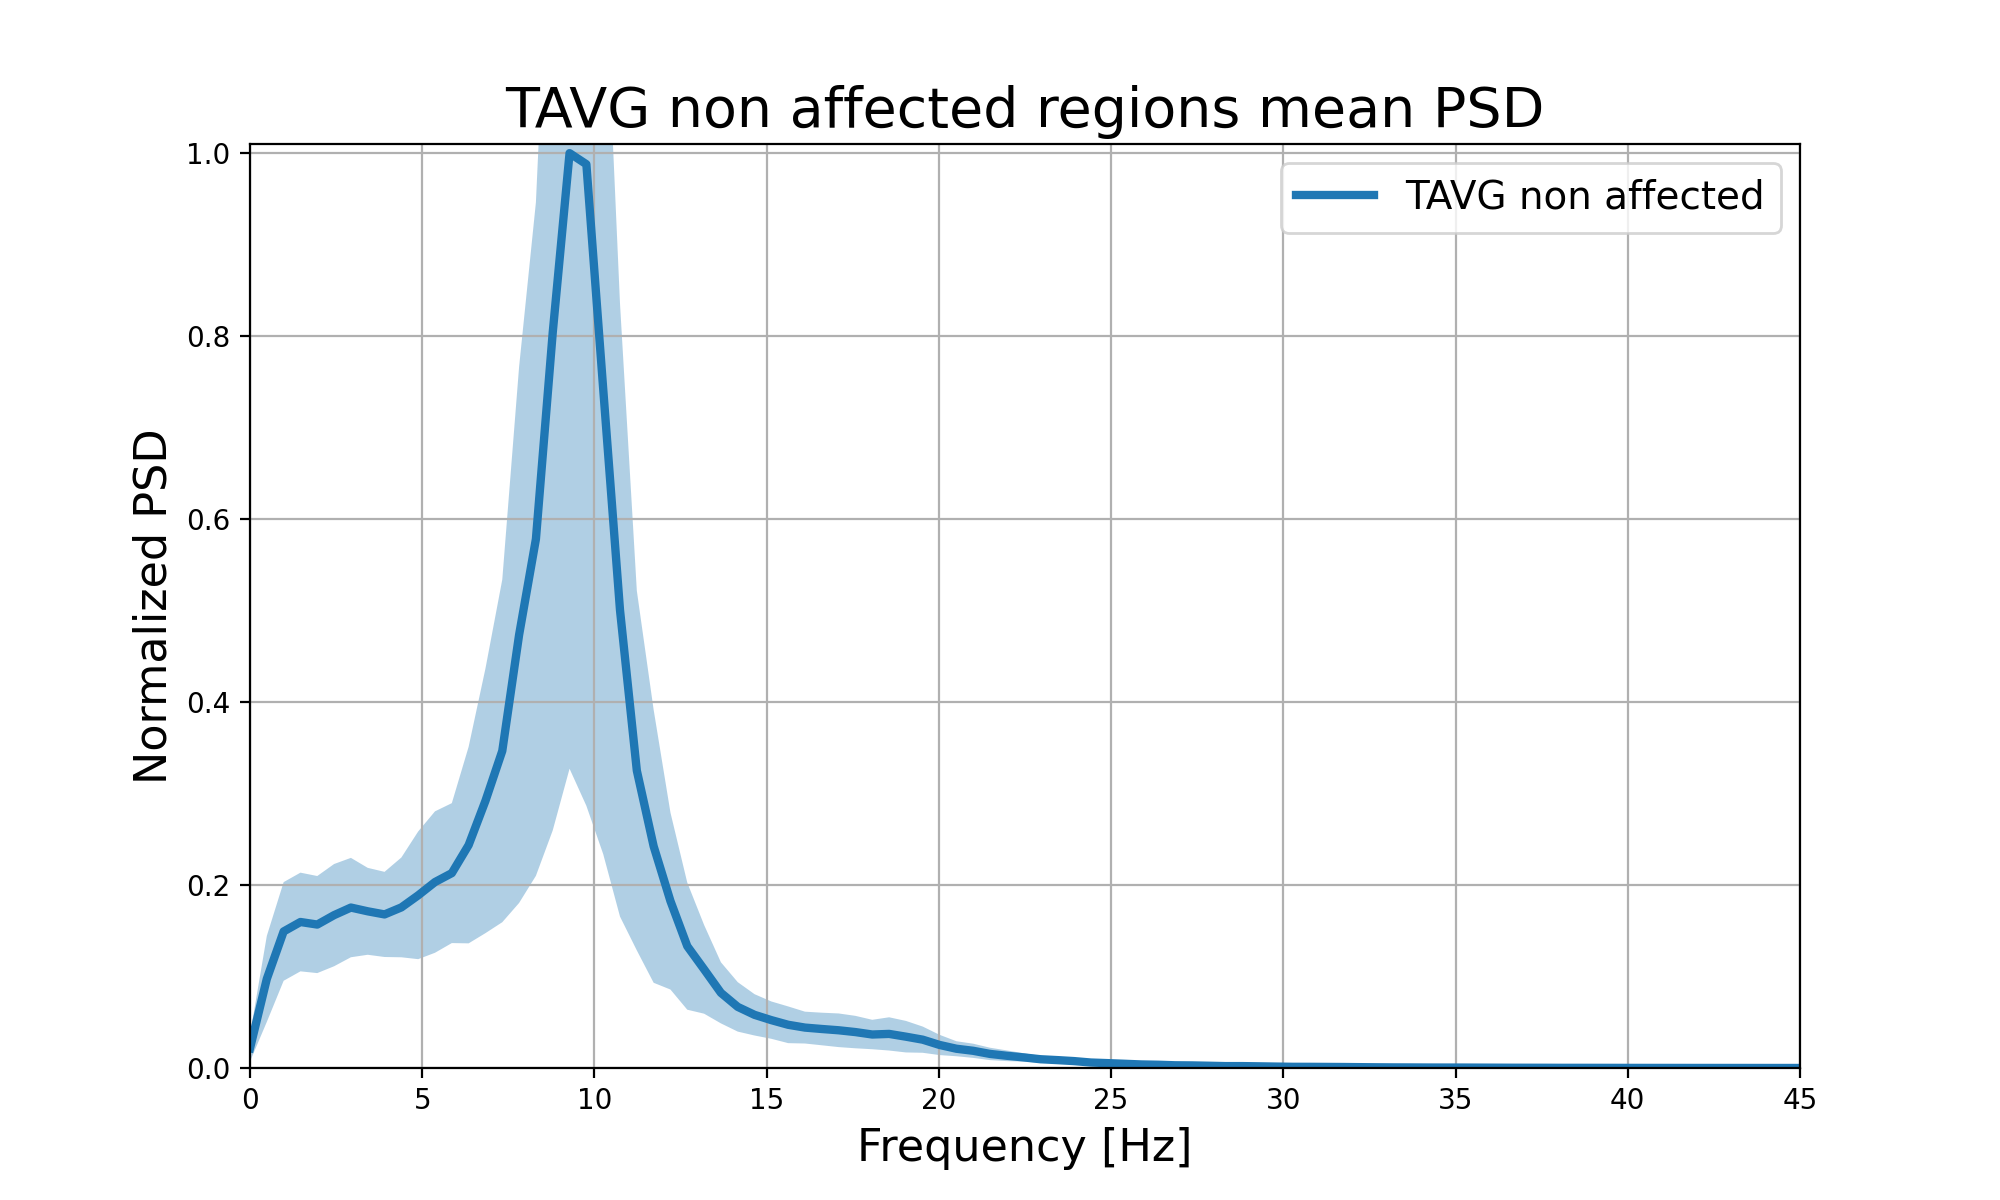 TAVG non affected regions mean PSD
TAVG non affected
Normalized PSD
1.0
0.8
0.6
0.4
0.2
0.0
0 5 10 15 20 25 30 35 40 45
Frequency [Hz]